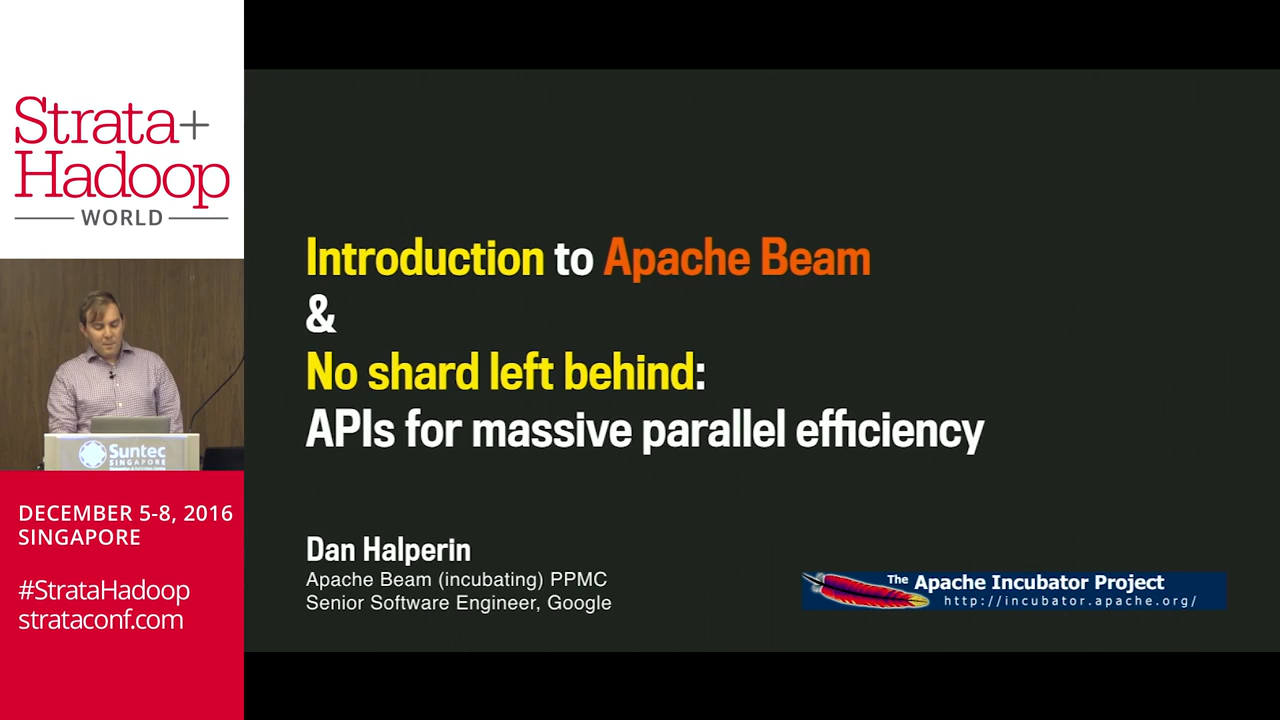 Strata+
Hadoop
WORLD
Suntec
SINGAPORE
DECEMBER 5-8, 2016
SINGAPORE
#StrataHadoop
strataconf.com
Introduction to Apache Beam
&
No shard left behind:
APIs for massive parallel efficiency
Dan Halperin
Apache Beam (incubating) PPMC
Senior Software Engineer, Google
The Apache Incubator Project
http://incubator.apache.org/